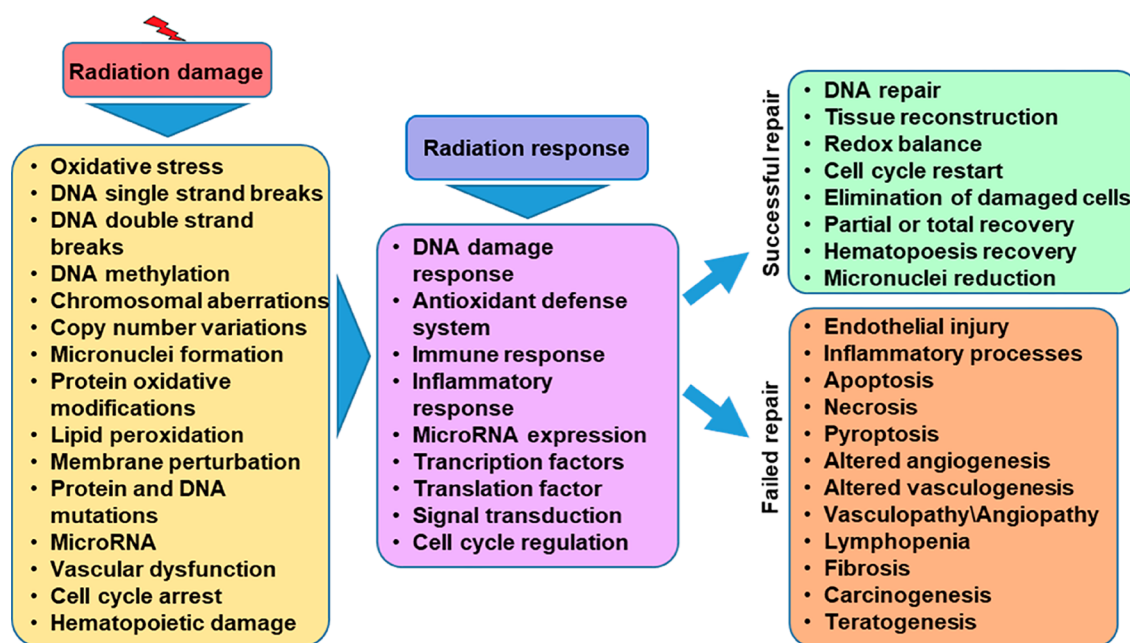 Radiation damage
• Oxidative stress
• DNA single strand breaks
• DNA double strand
breaks
• DNA methylation
• Chromosomal aberrations
• Copy number variations
• Micronuclei formation
• Protein oxidative
modifications
• Lipid peroxidation
• Membrane perturbation
• Protein and DNA
mutations
• MicroRNA
• Vascular dysfunction
• Cell cycle arrest
• Hematopoietic damage
Radiation response
• DNA damage
response
• Antioxidant defense
system
• Immune response
• Inflammatory
response
• MicroRNA expression
• Trancription factors
• Translation factor
• Signal transduction
• Cell cycle regulation
Successful repair
• DNA repair
• Tissue reconstruction
• Redox balance
• Cell cycle restart
• Elimination of damaged cells
• Partial or total recovery
• Hematopoesis recovery
• Micronuclei reduction
Failed repair
• Endothelial injury
• Inflammatory processes
• Apoptosis
• Necrosis
• Pyroptosis
• Altered angiogenesis
• Altered vasculogenesis
• Vasculopathy\Angiopathy
• Lymphopenia
• Fibrosis
• Carcinogenesis
• Teratogenesis